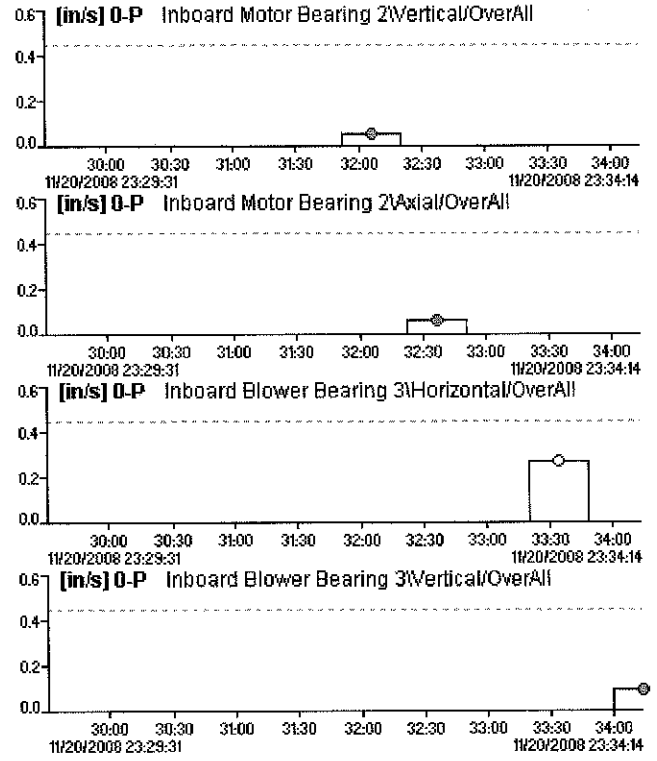 [in/s] 0-P Inboard Motor Bearing 2\Vertical/OverAll
0.6
0.4
0.2
0.0
30:00 30:30 31:00 31:30 32:00 32:30 33:00 33:30 34:00
11/20/2008 23:29:31 11/20/2008 23:34:14
[in/s] 0-P Inboard Motor Bearing 2\Axial/OverAll
0.6
0.4
0.2
0.0
30:00 30:30 31:00 31:30 32:00 32:30 33:00 33:30 34:00
11/20/2008 23:29:31 11/20/2008 23:34:14
[in/s] 0-P Inboard Blower Bearing 3\Horizontal/OverAll
0.6
0.4
0.2
0.0
30:00 30:30 31:00 31:30 32:00 32:30 33:00 33:30 34:00
11/20/2008 23:29:31 11/20/2008 23:34:14
[in/s] 0-P Inboard Blower Bearing 3\Vertical/OverAll
0.6
0.4
0.2
0.0
30:00 30:30 31:00 31:30 32:00 32:30 33:00 33:30 34:00
11/20/2008 23:29:31 11/20/2008 23:34:14